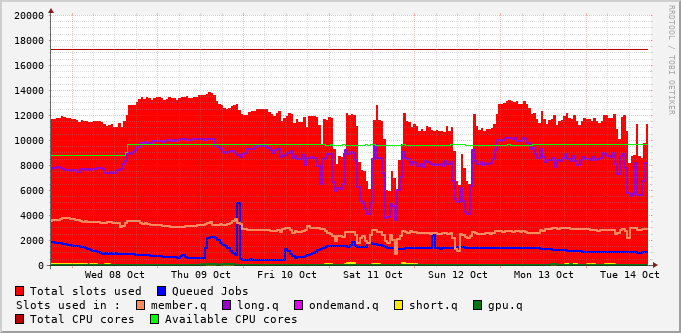 RRDTOOL / TOBI OETIKER
20000
18000
16000
14000
12000
10000
8000
6000
4000
2000
0
Wed 08 Oct Thu 09 Oct Fri 10 Oct Sat 11 Oct Sun 12 Oct Mon 13 Oct Tue 14 Oct
Total slots used Queued Jobs
Slots used in : member.q long.q ondemand.q short.q gpu.q
Total CPU cores Available CPU cores